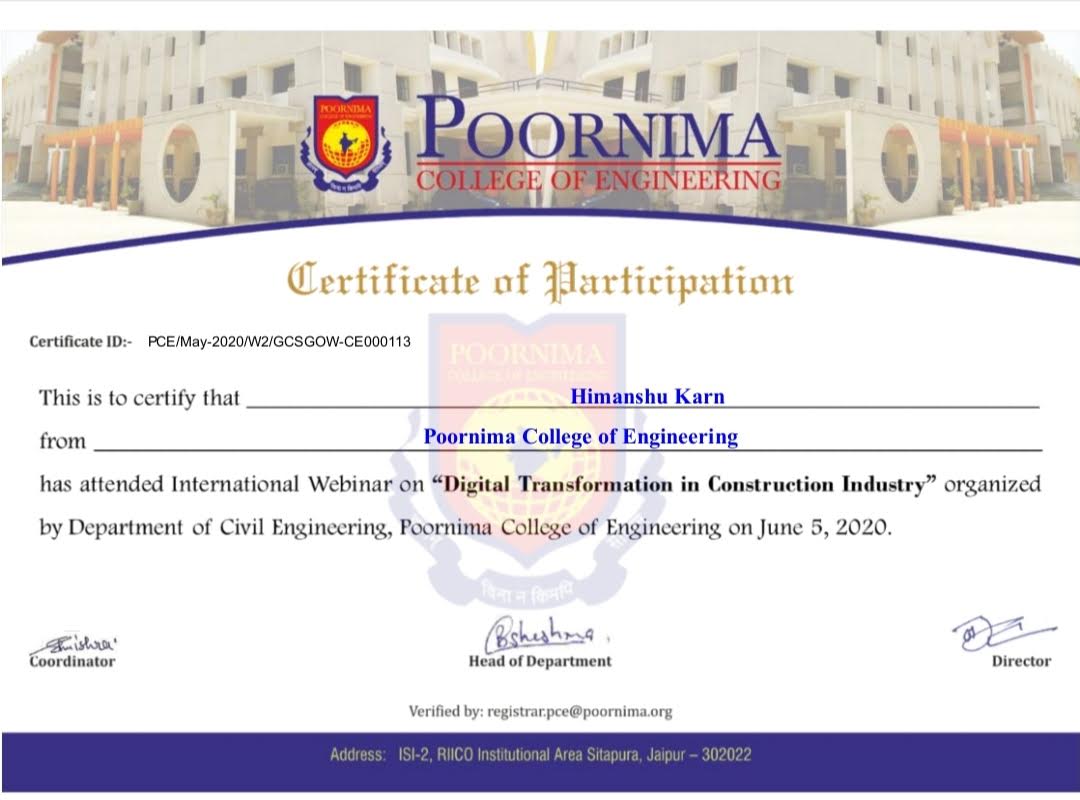 POORNIMA
COLLEGE OF ENGINEERING
POORNIMA
COLLEGE OF ENGINEERING
Certificate of Participation
Certificate ID:- PCE/May-2020/W2/GCSGOW-CE000113
POORNIMA
COLLEGE OF ENGINEERING
This is to certify that Himanshu Karn
from Poornima College of Engineering
has attended International Webinar on “Digital Transformation in Construction Industry” organized
by Department of Civil Engineering, Poornima College of Engineering on June 5, 2020.
विना न किमपि
Coordinator
Head of Department
Director
Verified by: registrar.pce@poornima.org
Address: ISI-2, RIICO Institutional Area Sitapura, Jaipur – 302022